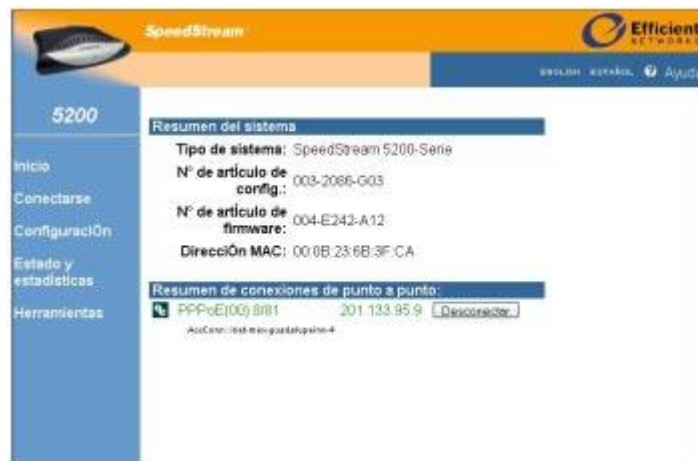 SpeedStream
Efficient
NETWORKS
ENGLISH ESPAÑOL ? Ayuda
5200
Inicio
Conectarse
ConfiguraciÓn
Estado y
estadísticas
Herramientas
Resumen del sistema
Tipo de sistema: SpeedStream 5200-Serie
N° de artículo de
config.: 003-2086-G03
N° de artículo de
firmware: 004-E242-A12
DirecciÓn MAC: 00:0B:23:6B:3F:CA
Resumen de conexiones de punto a punto:
PPPoE(00) 8/81 201.133.95.9 Desconectar
AccConn: